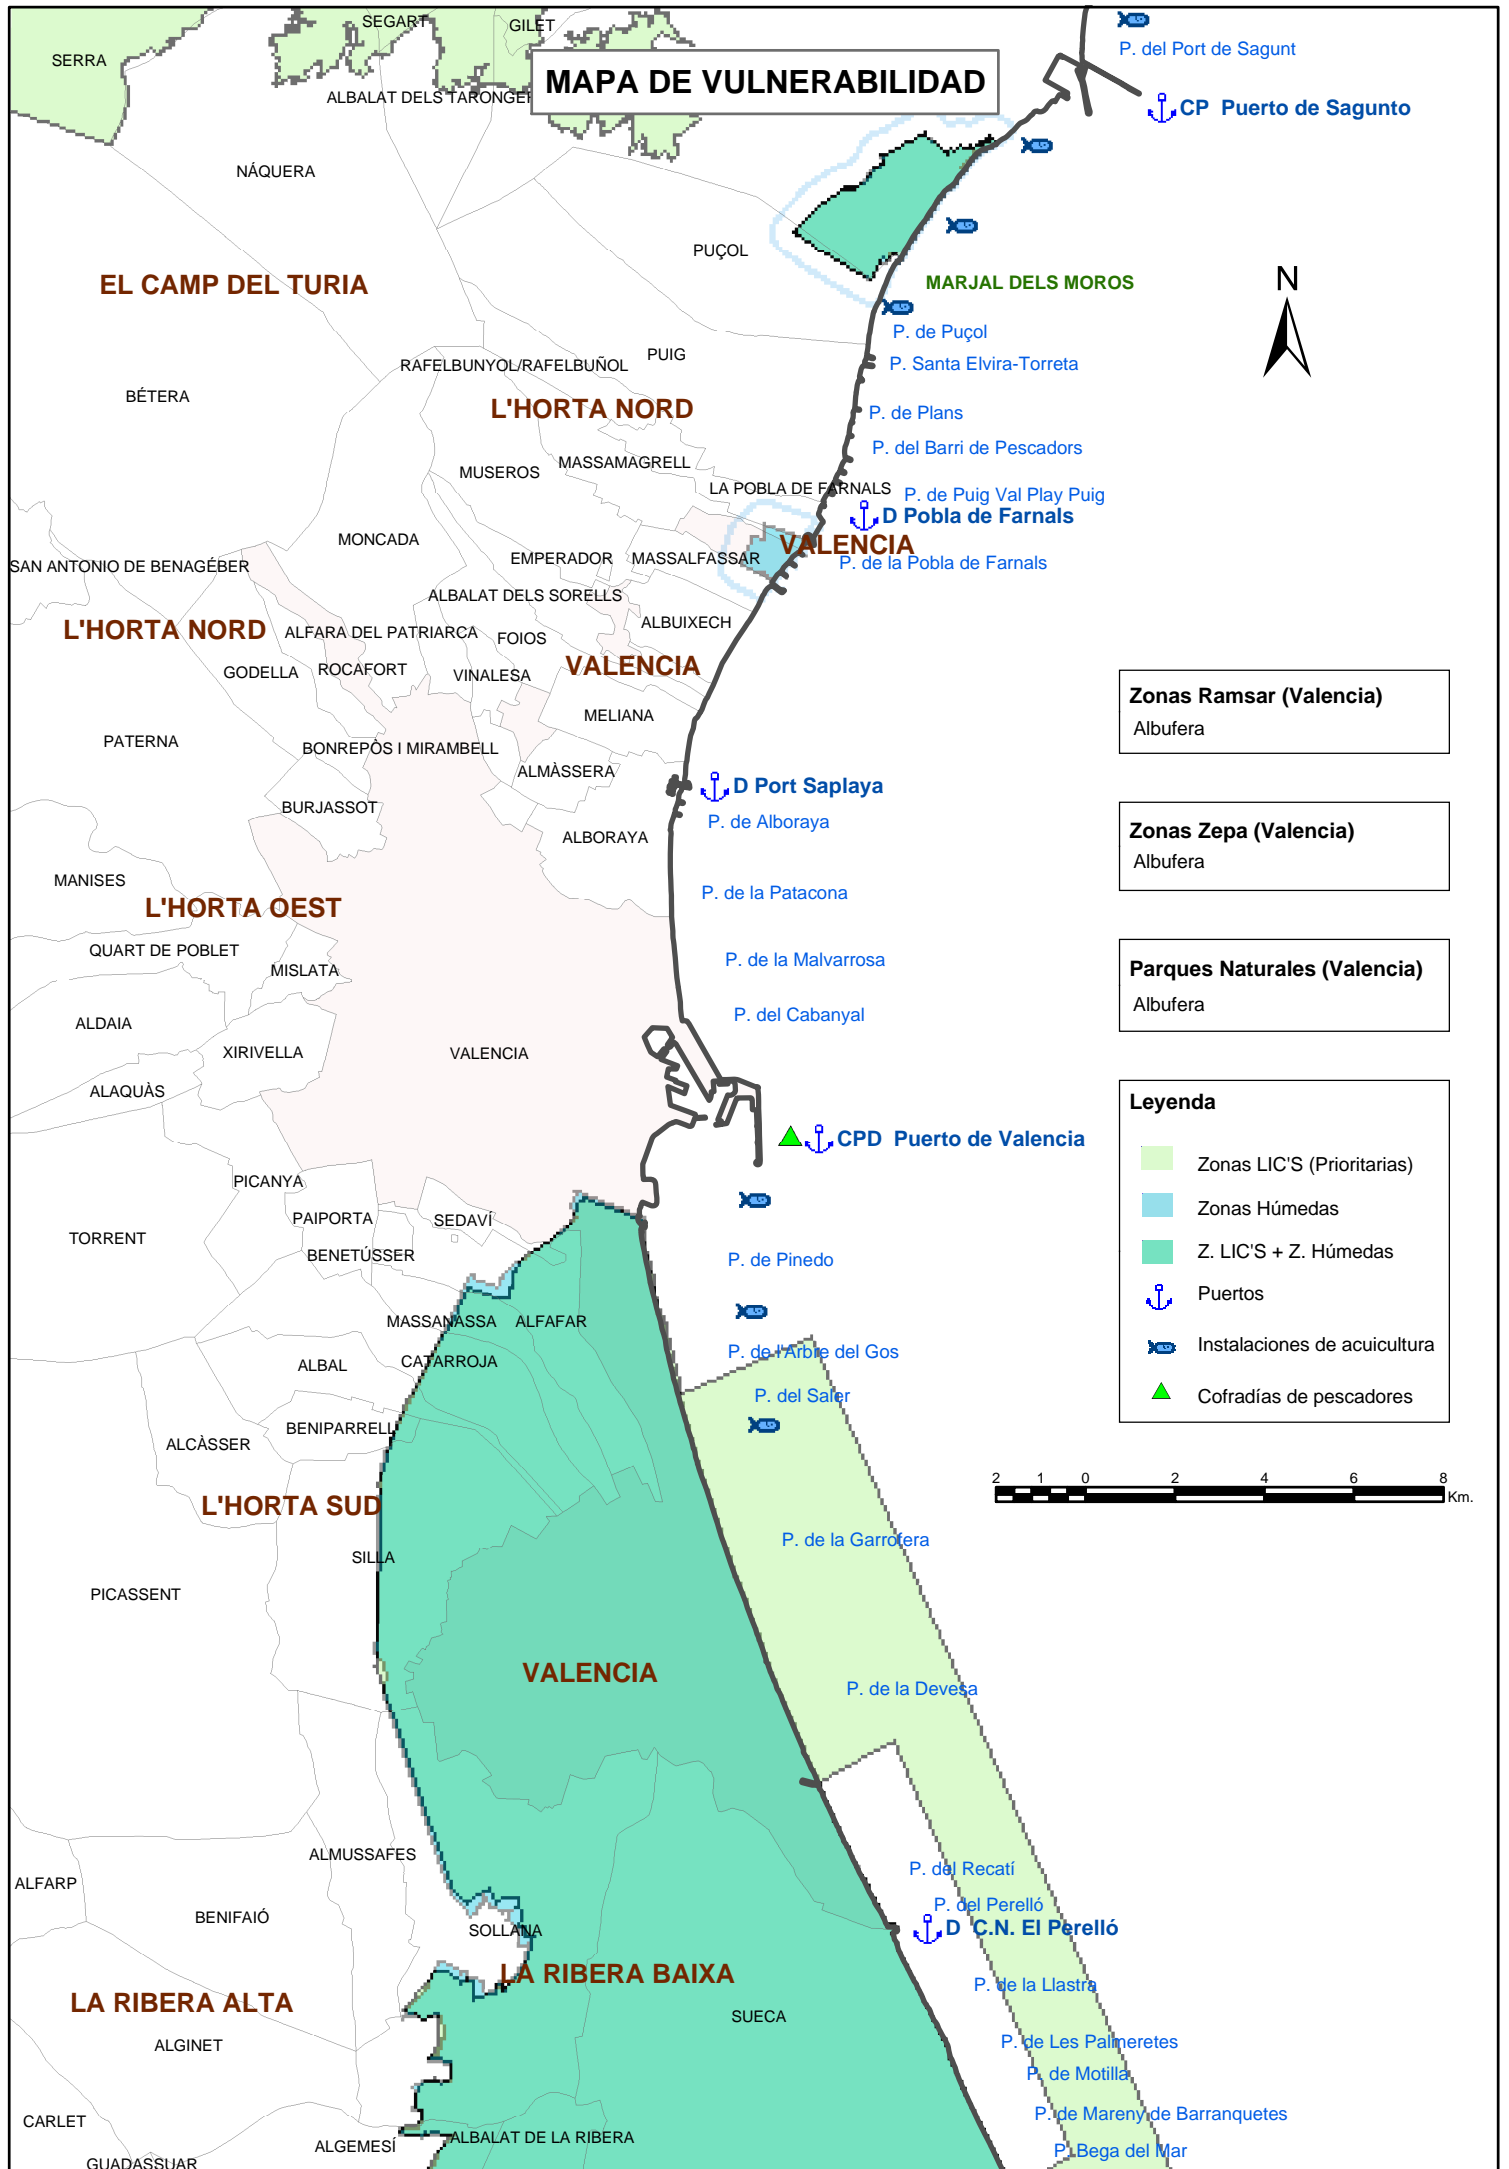 SEGART
GILET
SERRA
MAPA DE VULNERABILIDAD
P. del Port de Sagunt
ALBALAT DELS TARONGE
CP Puerto de Sagunto
NÁQUERA
PUÇOL
EL CAMP DEL TURIA
MARJAL DELS MOROS
N
P. de Puçol
RAFELBUNYOL/RAFELBUÑOL
PUIG
P. Santa Elvira-Torreta
BÉTERA
L'HORTA NORD
P. de Plans
P. del Barri de Pescadors
MUSEROS
MASSAMAGRELL
LA POBLA DE FARNALS
P. de Puig Val Play Puig
D Pobla de Farnals
MONCADA
VALENCIA
SAN ANTONIO DE BENAGÉBER
EMPERADOR
MASSALFASSAR
P. de la Pobla de Farnals
ALBALAT DELS SORELLS
L'HORTA NORD
ALFARA DEL PATRIARCA
FOIOS
ALBUIXECH
GODELLA
ROCAFORT
VINALESA
VALENCIA
Zonas Ramsar (Valencia)
Albufera
MELIANA
PATERNA
BONREPÒS I MIRAMBELL
ALMÀSSERA
D Port Saplaya
BURJASSOT
P. de Alboraya
ALBORAYA
Zonas Zepa (Valencia)
Albufera
MANISES
P. de la Patacona
L'HORTA OEST
QUART DE POBLET
MISLATA
P. de la Malvarrosa
Parques Naturales (Valencia)
Albufera
ALDAIA
P. del Cabanyal
XIRIVELLA
VALENCIA
ALAQUÀS
Leyenda
CPD Puerto de Valencia
Zonas LIC'S (Prioritarias)
PICANYA
Zonas Húmedas
PAIPORTA
SEDAVÍ
TORRENT
BENETÚSSER
P. de Pinedo
Z. LIC'S + Z. Húmedas
Puertos
MASSANASSA
ALFAFAR
Instalaciones de acuicultura
P. de l'Arbre del Gos
ALBAL
CATARROJA
P. del Saler
Cofradías de pescadores
BENIPARRELL
ALCÀSSER
2 1 0 2 4 6 8
Km.
L'HORTA SUD
P. de la Garrofera
SILLA
PICASSENT
VALENCIA
P. de la Devesa
ALMUSSAFES
P. del Recatí
ALFARP
P. del Perelló
BENIFAIÓ
SOLLANA
D C.N. El Perelló
LA RIBERA BAIXA
P. de la Llastra
LA RIBERA ALTA
SUECA
ALGINET
P. de Les Palmeretes
P. de Motilla
CARLET
P. de Mareny de Barranquetes
ALGEMESÍ
ALBALAT DE LA RIBERA
P. Bega del Mar
GUADASSUAR